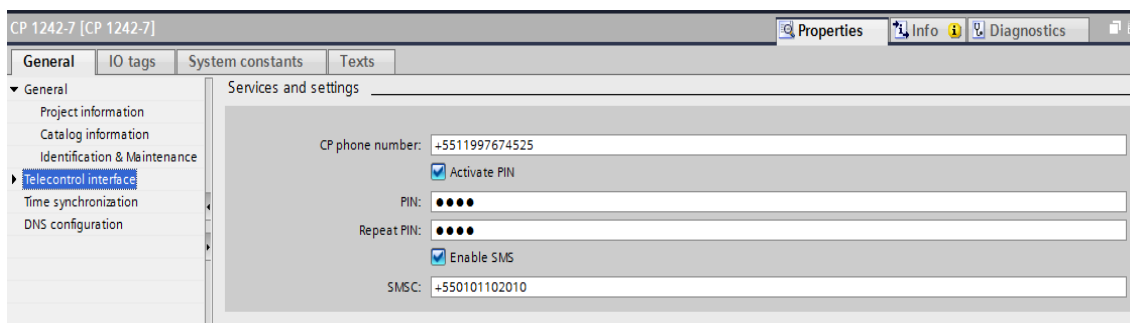 CP 1242-7 [CP 1242-7]
Properties Info Diagnostics
General IO tags System constants Texts
General
Project information
Catalog information
Identification & Maintenance
Telecontrol interface
Time synchronization
DNS configuration
Services and settings
CP phone number: +5511997674525
Activate PIN
PIN: ●●●●
Repeat PIN: ●●●●
Enable SMS
SMSC: +550101102010